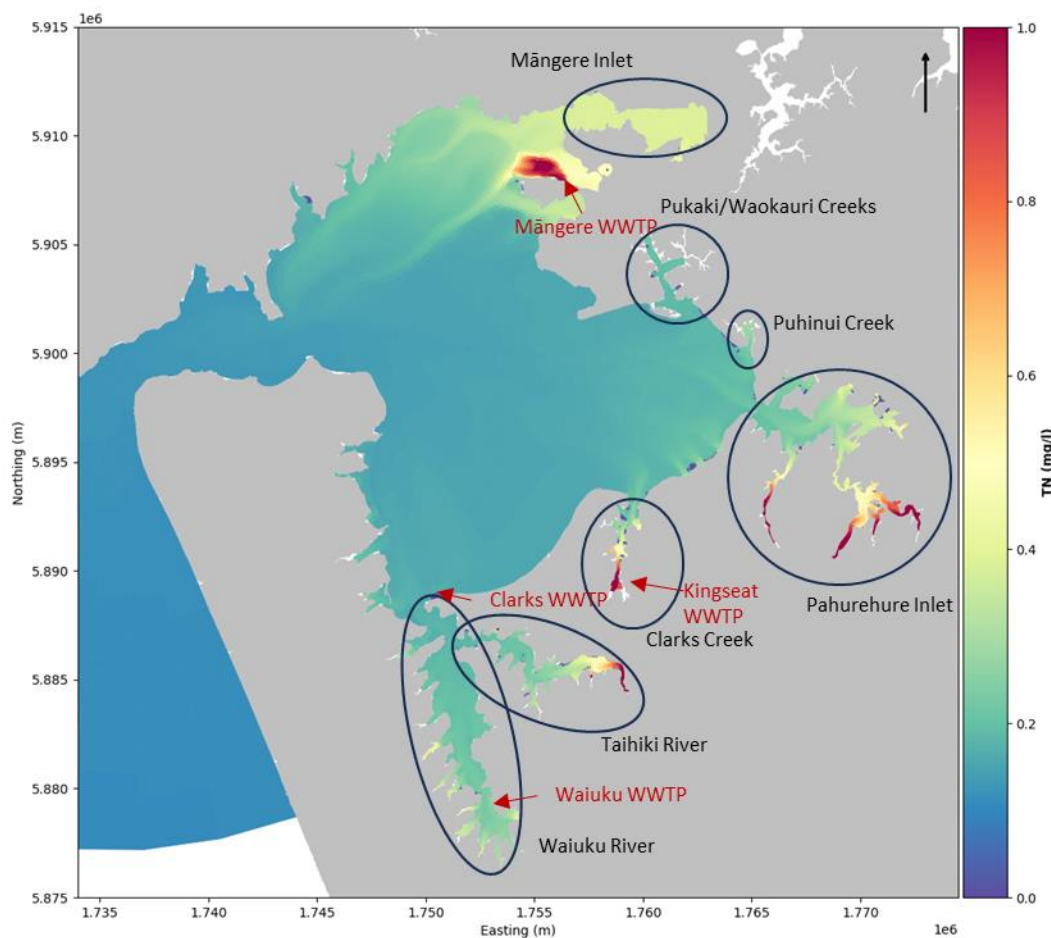 1e6
5.915
5.910
5.905
5.900
5.895
5.890
5.885
5.880
5.875
Northing (m)
Māngere Inlet
Māngere WWTP
Pukaki/Waokauri Creeks
Puhinui Creek
Pahurehure Inlet
Kingseat
WWTP
Clarks Creek
Clarks WWTP
Taihiki River
Waiuku WWTP
Waiuku River
1.735
1.740
1.745
1.750
1.755
1.760
1.765
1.770
1e6
Easting (m)
1.0
0.8
0.6
0.4
0.2
0.0
TN (mg/l)